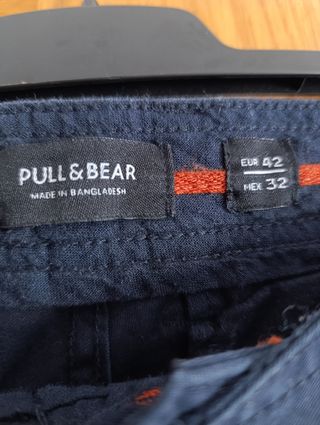 PULL&BEAR
MADE IN BANGLADESH
EUR 42
MEX 32